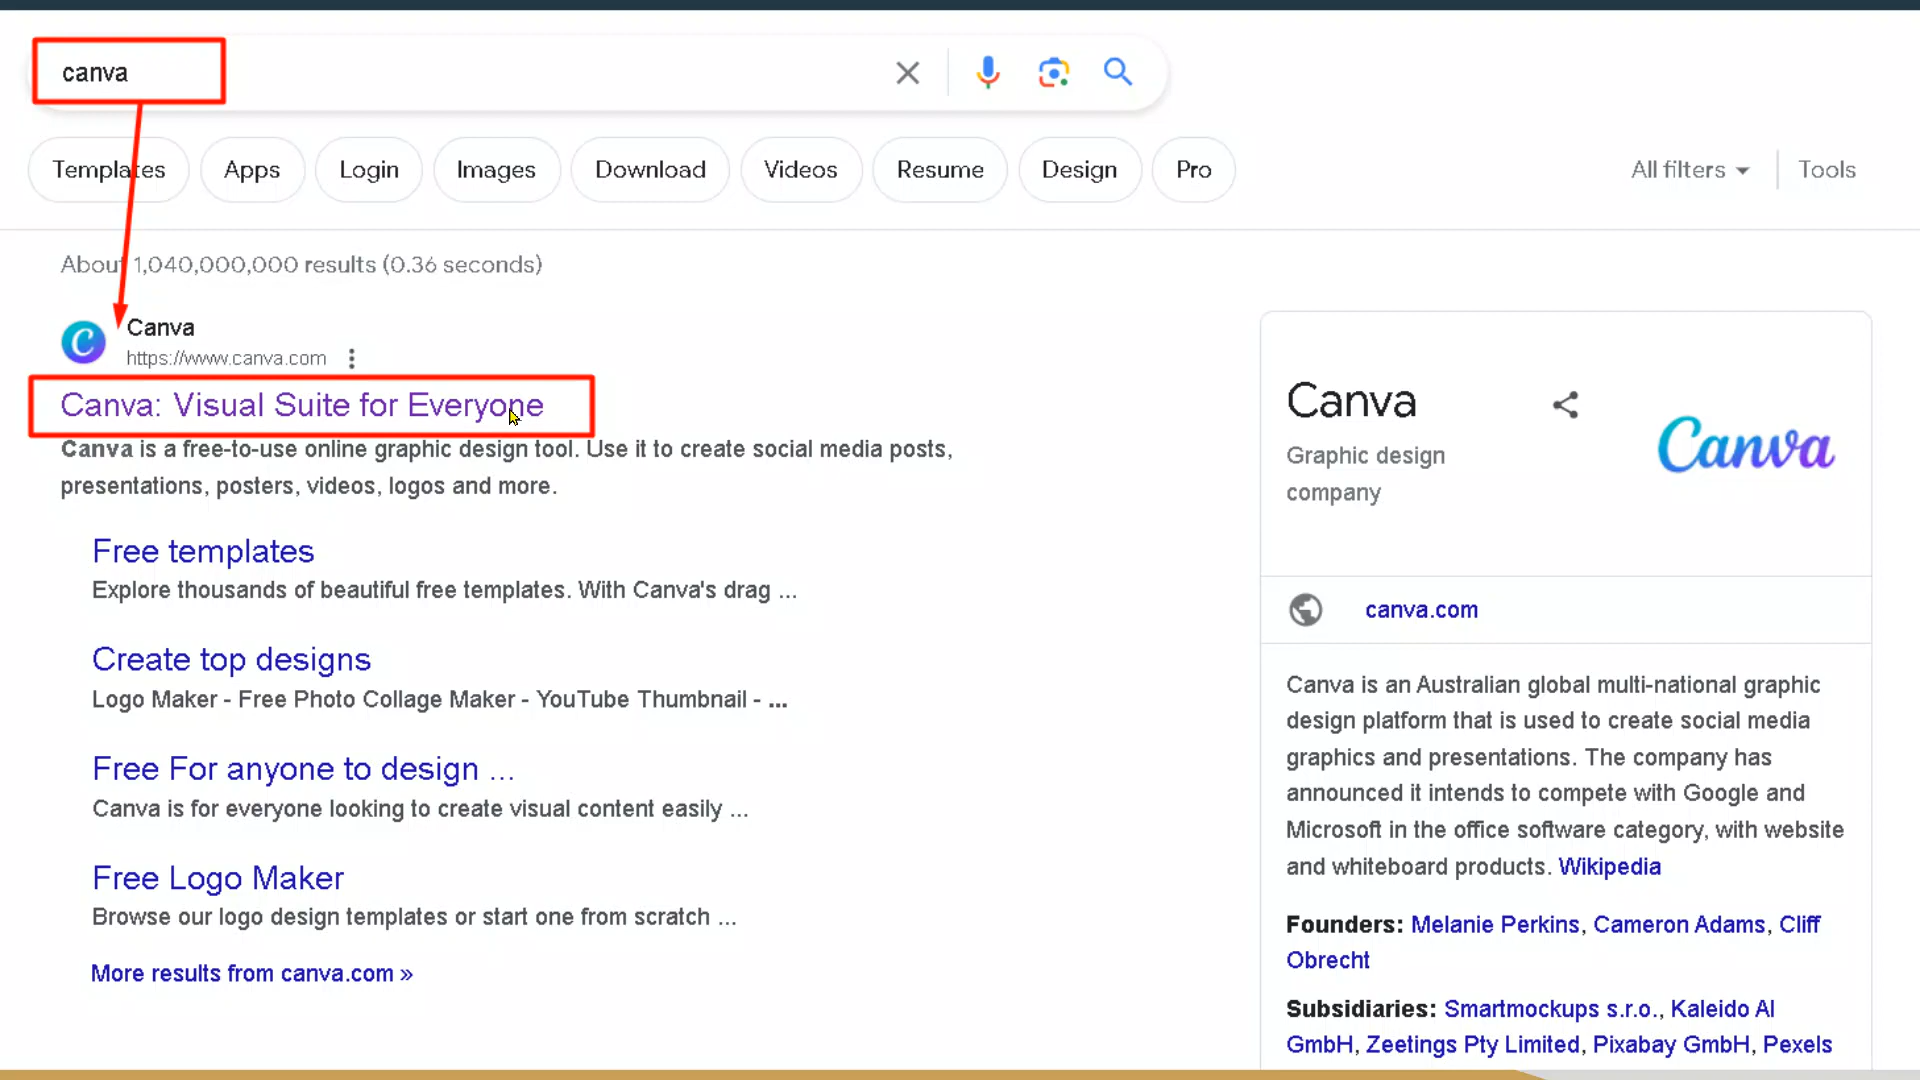 canva
Templates Apps Login Images Download Videos Resume Design Pro All filters Tools
About 1,040,000,000 results (0.36 seconds)
Canva
https://www.canva.com
Canva: Visual Suite for Everyone
Canva is a free-to-use online graphic design tool. Use it to create social media posts,
presentations, posters, videos, logos and more.
Free templates
Explore thousands of beautiful free templates. With Canva's drag ...
Create top designs
Logo Maker - Free Photo Collage Maker - YouTube Thumbnail - ...
Free For anyone to design ...
Canva is for everyone looking to create visual content easily ...
Free Logo Maker
Browse our logo design templates or start one from scratch ...
More results from canva.com »
Canva
Graphic design
company
Canva
canva.com
Canva is an Australian global multi-national graphic
design platform that is used to create social media
graphics and presentations. The company has
announced it intends to compete with Google and
Microsoft in the office software category, with website
and whiteboard products. Wikipedia
Founders: Melanie Perkins, Cameron Adams, Cliff
Obrecht
Subsidiaries: Smartmockups s.r.o., Kaleido AI
GmbH, Zeetings Pty Limited, Pixabay GmbH, Pexels